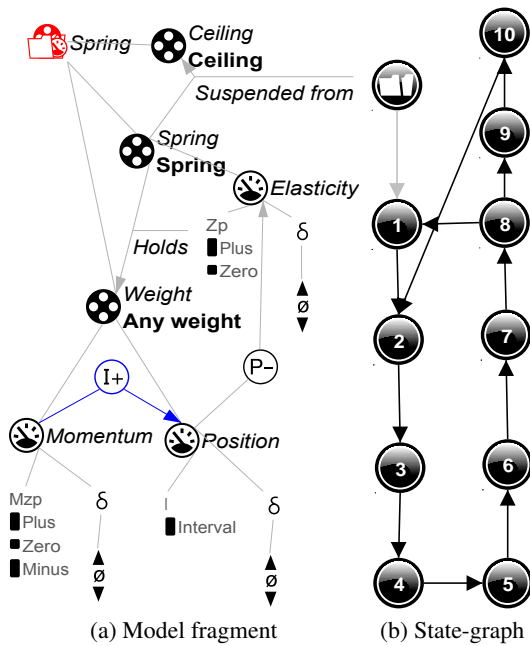 Spring
Ceiling
Ceiling
Suspended from
Spring
Spring
Elasticity
Zp
Plus
Zero
δ
ø
Holds
Weight
Any weight
I+
P-
Momentum
Position
Mzp
Plus
Zero
Minus
δ
ø
I
Interval
δ
ø
(a) Model fragment
10
9
1
8
2
7
3
6
4
5
(b) State-graph